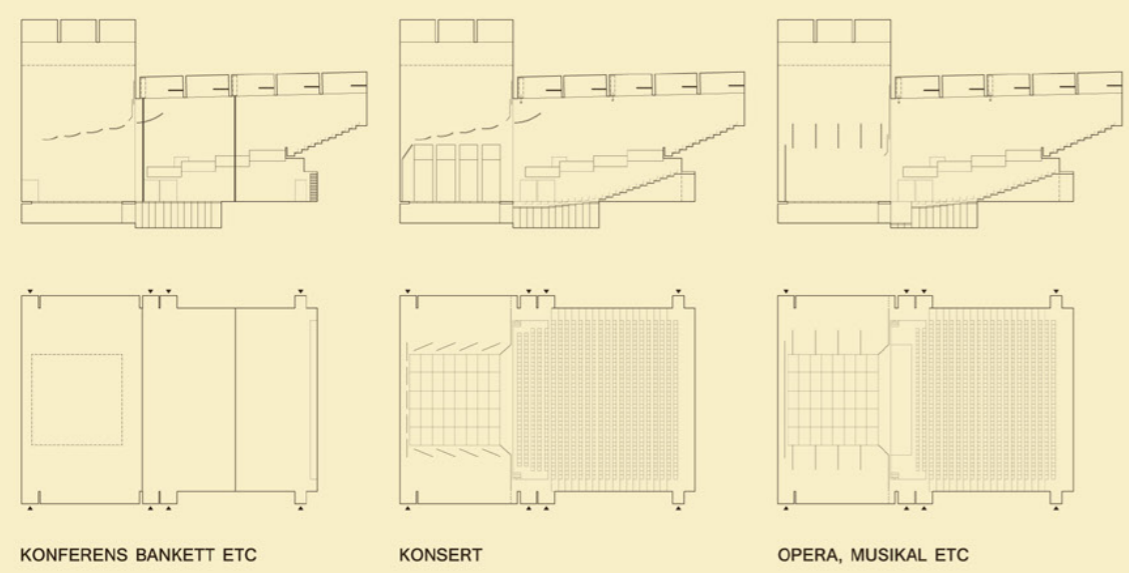 KONFERENS BANKETT ETC
KONSERT
OPERA, MUSIKAL ETC